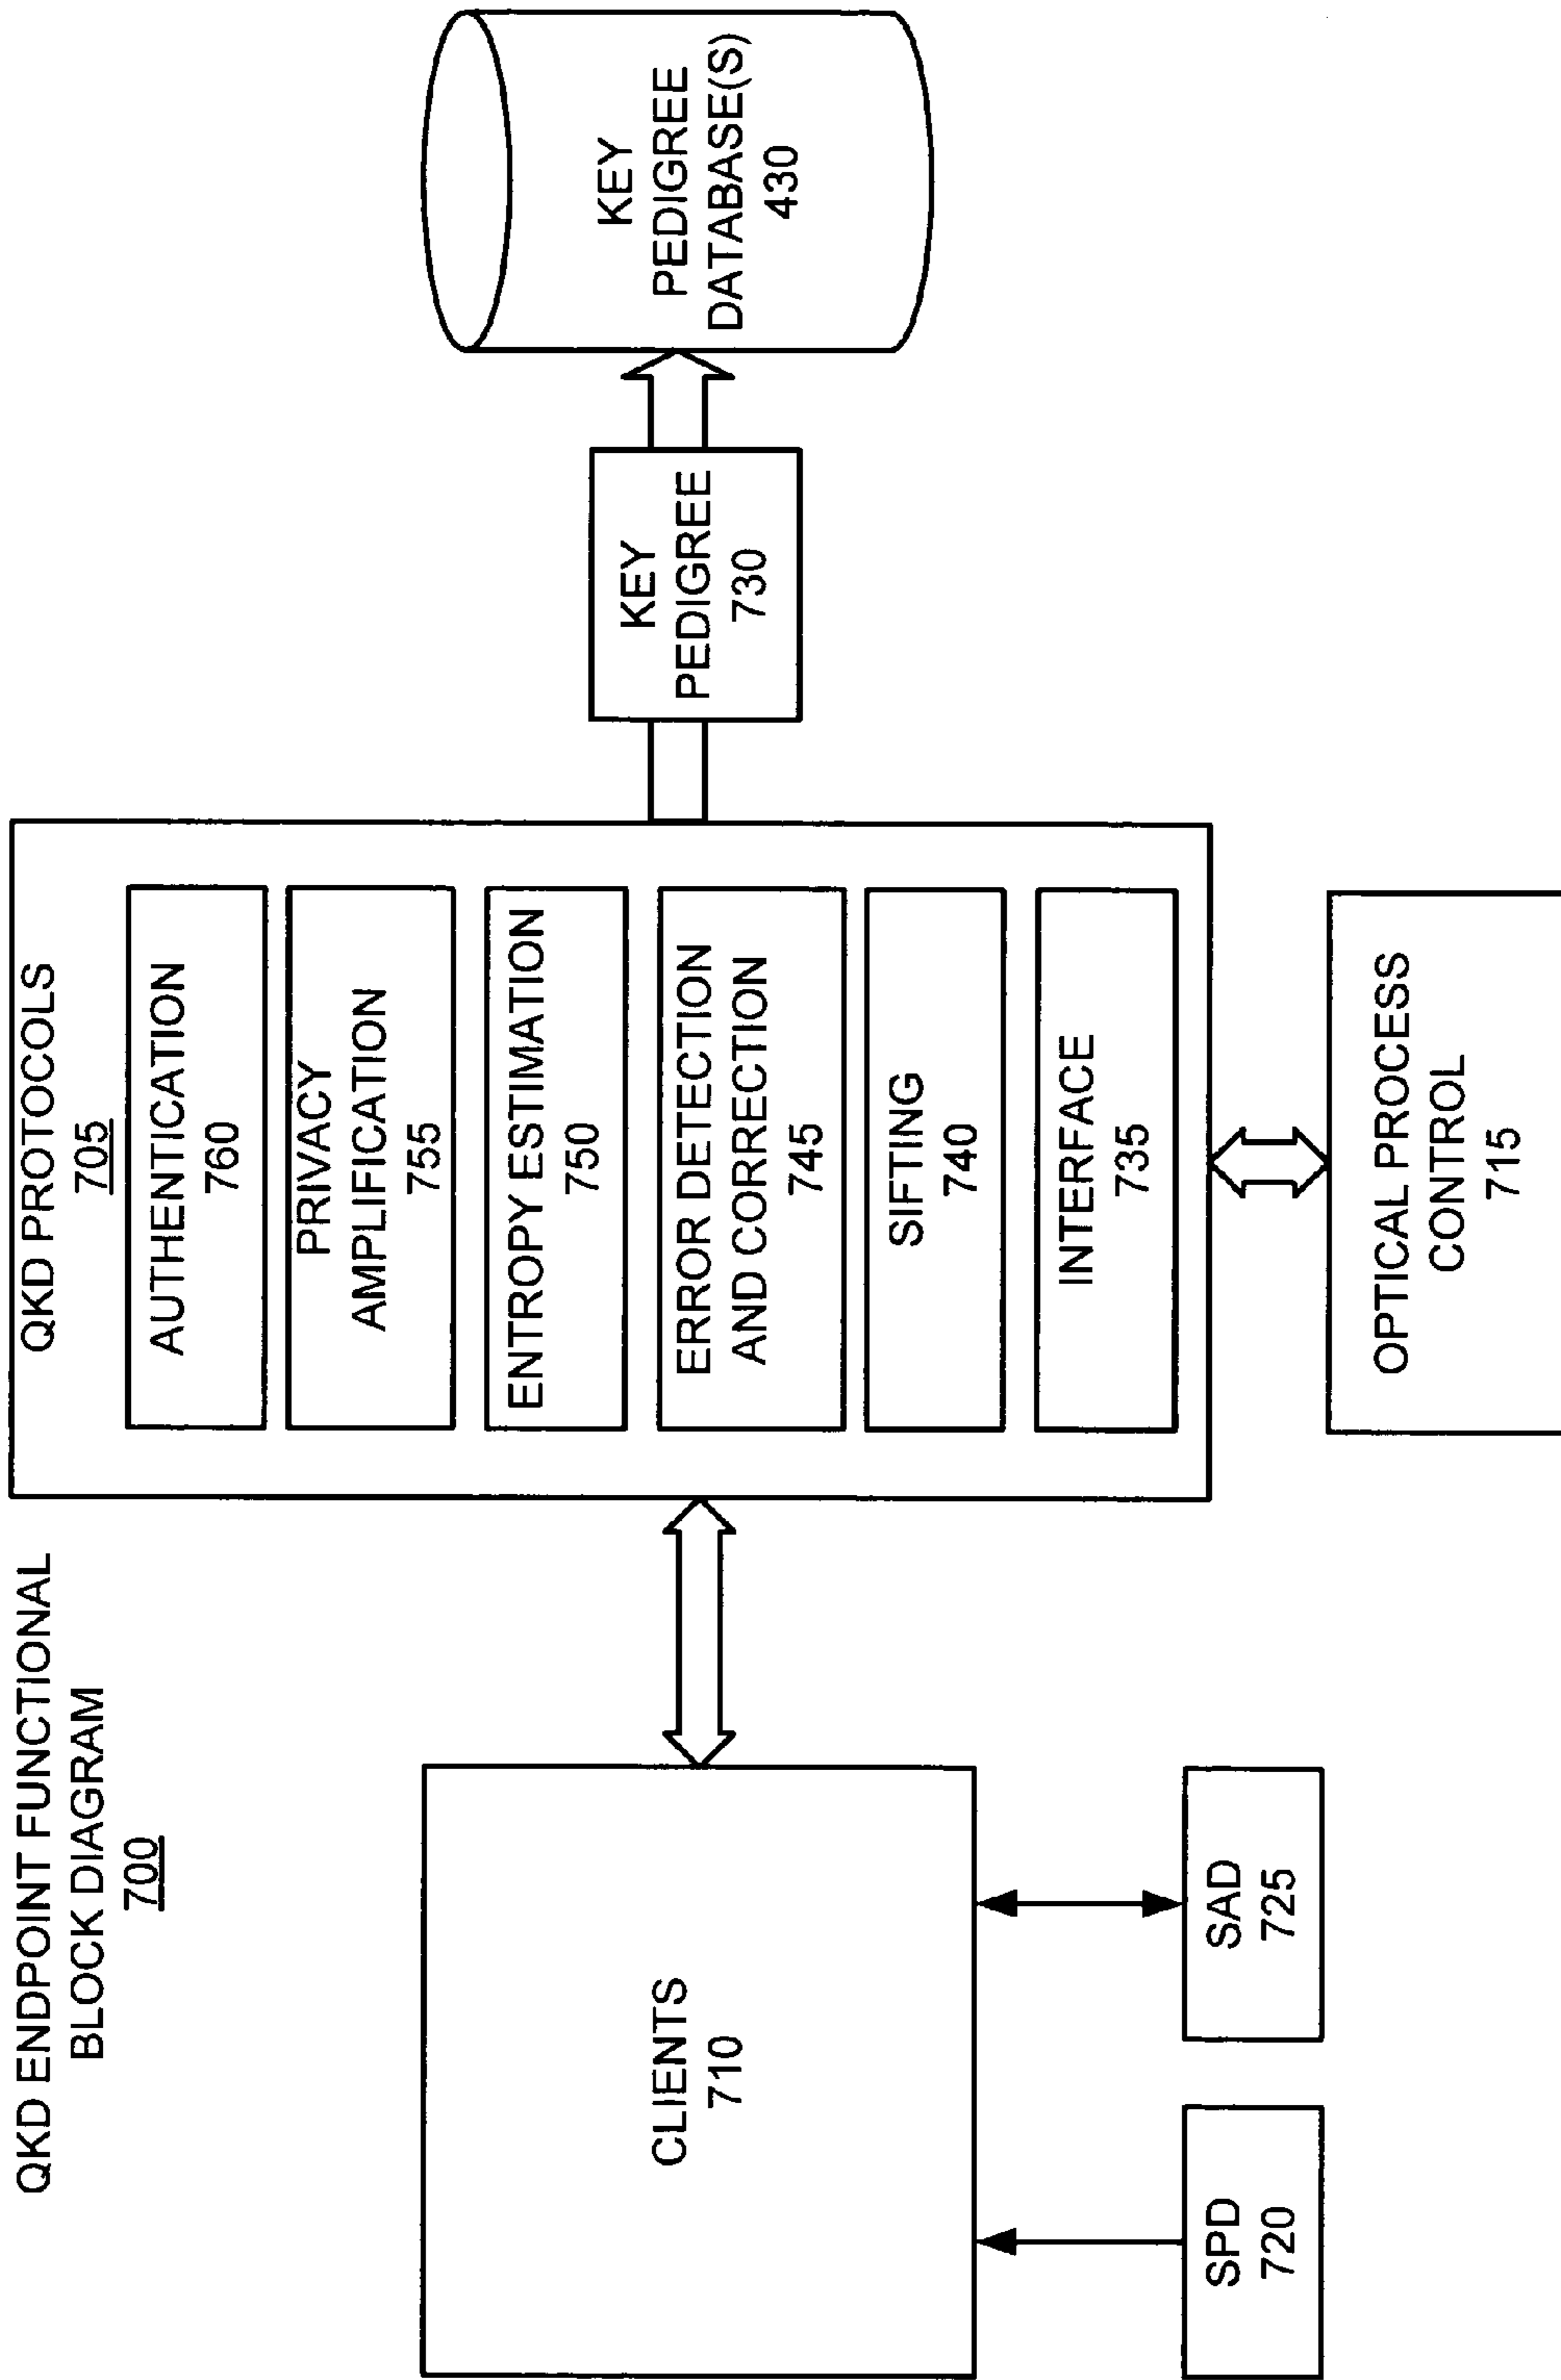 QKD ENDPOINT FUNCTIONAL
BLOCK DIAGRAM
700
QKD PROTOCOLS
705
AUTHENTICATION
760
PRIVACY
AMPLIFICATION
755
ENTROPY ESTIMATION
750
ERROR DETECTION
AND CORRECTION
745
SIFTING
740
INTERFACE
735
CLIENTS
710
KEY
PEDIGREE
730
KEY
PEDIGREE
DATABASE(S)
430
SPD
720
SAD
725
OPTICAL PROCESS
CONTROL
715